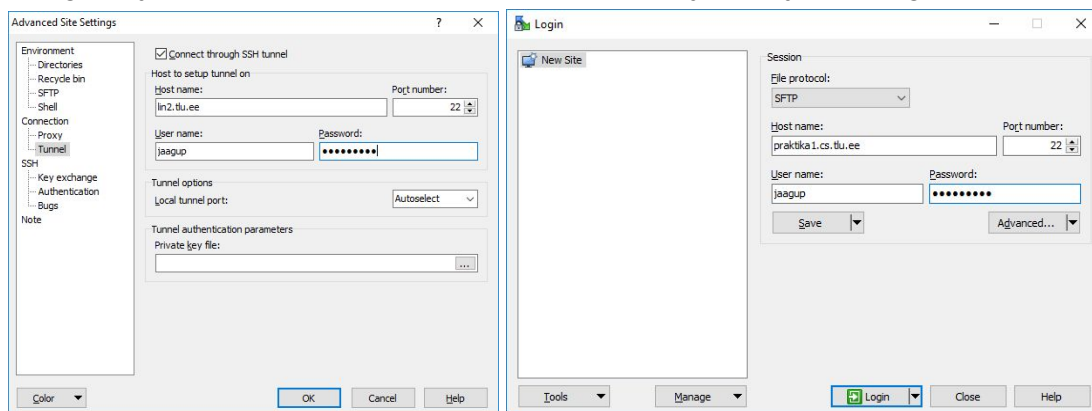 Advanced Site Settings
?
Environment
Directories
Recycle bin
SFTP
Shell
Connection
Proxy
Tunnel
SSH
Key exchange
Authentication
Bugs
Note
Connect through SSH tunnel
Host to setup tunnel on
Host name:
Port number:
lin2.tlu.ee
22
User name:
Password:
jaagup
●●●●●●●●●
Tunnel options
Local tunnel port:
Autoselect
Tunnel authentication parameters
Private key file:
...
Color
OK
Cancel
Help
Login
New Site
Session
File protocol:
SFTP
Host name:
Port number:
praktika1.cs.tlu.ee
22
User name:
Password:
jaagup
●●●●●●●●●
Save
Advanced...
Tools
Manage
Login
Close
Help